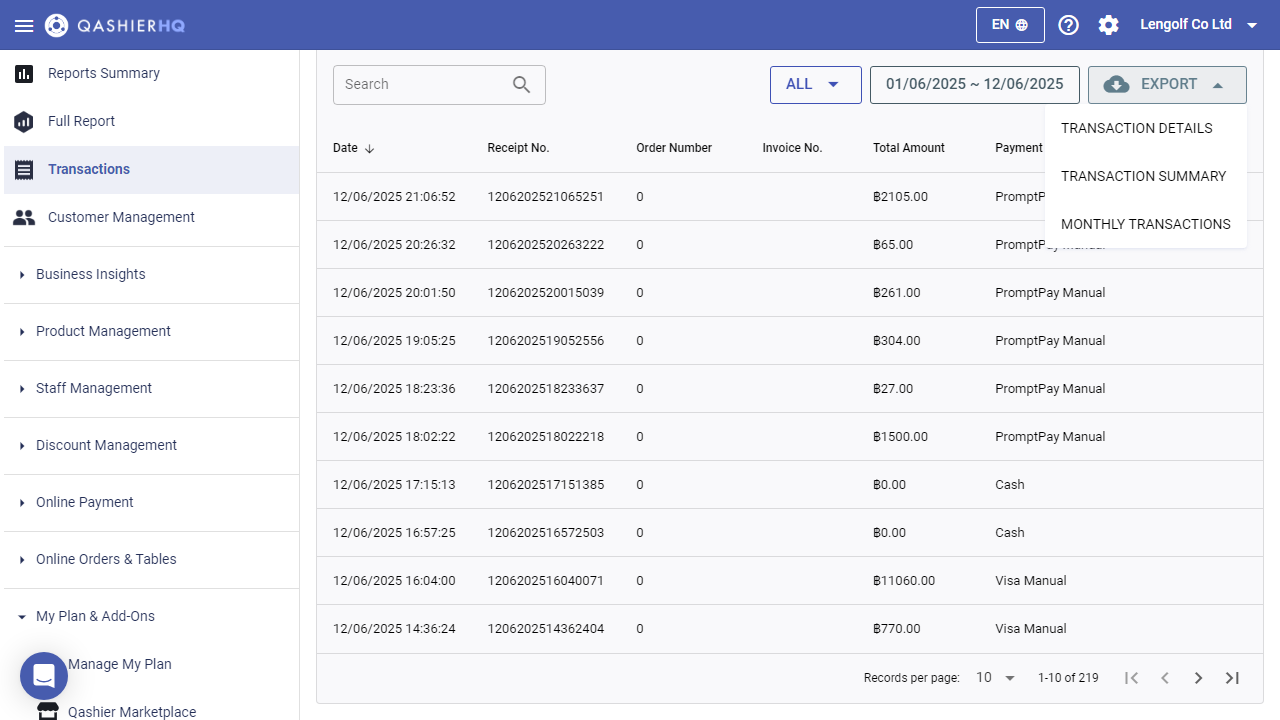 QASHIERHQ
EN
Lengolf Co Ltd
Reports Summary
Full Report
Transactions
Customer Management
Business Insights
Product Management
Staff Management
Discount Management
Online Payment
Online Orders & Tables
My Plan & Add-Ons
Manage My Plan
Qashier Marketplace
Search
ALL
01/06/2025 ~ 12/06/2025
EXPORT
TRANSACTION DETAILS
TRANSACTION SUMMARY
MONTHLY TRANSACTIONS
Date Receipt No. Order Number Invoice No. Total Amount Payment
12/06/2025 21:06:52 1206202521065251 0 ฿2105.00 PromptP
12/06/2025 20:26:32 1206202520263222 0 ฿65.00 PromptPay Manual
12/06/2025 20:01:50 1206202520015039 0 ฿261.00 PromptPay Manual
12/06/2025 19:05:25 1206202519052556 0 ฿304.00 PromptPay Manual
12/06/2025 18:23:36 1206202518233637 0 ฿27.00 PromptPay Manual
12/06/2025 18:02:22 1206202518022218 0 ฿1500.00 PromptPay Manual
12/06/2025 17:15:13 1206202517151385 0 ฿0.00 Cash
12/06/2025 16:57:25 1206202516572503 0 ฿0.00 Cash
12/06/2025 16:04:00 1206202516040071 0 ฿11060.00 Visa Manual
12/06/2025 14:36:24 1206202514362404 0 ฿770.00 Visa Manual
Records per page: 10 1-10 of 219